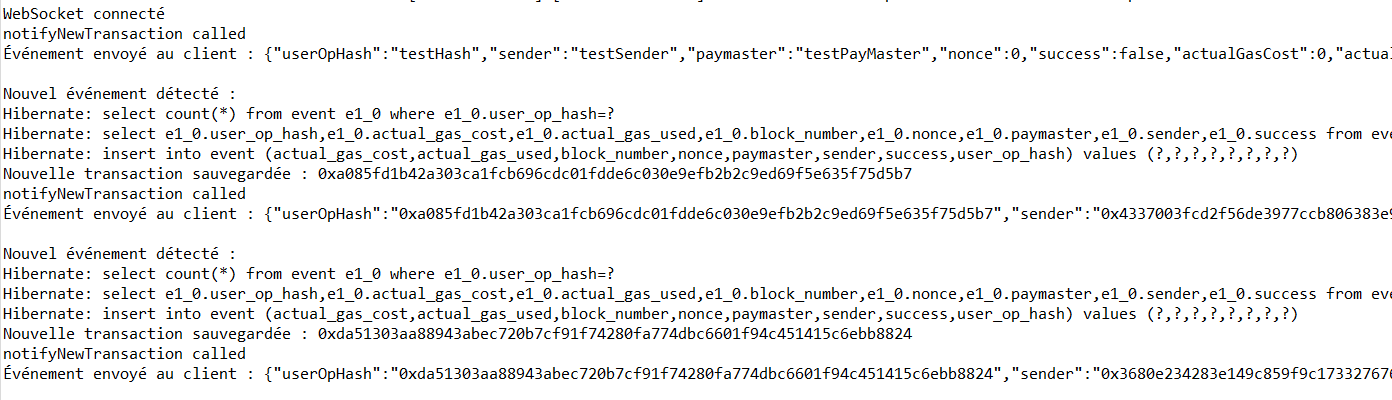 WebSocket connecté
notifyNewTransaction called
Événement envoyé au client : {"userOpHash":"testHash","sender":"testSender","paymaster":"testPayMaster","nonce":0,"success":false,"actualGasCost":0,"actual
Nouvel événement détecté :
Hibernate: select count(*) from event e1_0 where e1_0.user_op_hash=?
Hibernate: select e1_0.user_op_hash,e1_0.actual_gas_cost,e1_0.actual_gas_used,e1_0.block_number,e1_0.nonce,e1_0.paymaster,e1_0.sender,e1_0.success from eve
Hibernate: insert into event (actual_gas_cost,actual_gas_used,block_number,nonce,paymaster,sender,success,user_op_hash) values (?,?,?,?,?,?,?,?)
Nouvelle transaction sauvegardée : 0xa085fd1b42a303ca1fcb696cdc01fdde6c030e9efb2b2c9ed69f5e635f75d5b7
notifyNewTransaction called
Événement envoyé au client : {"userOpHash":"0xa085fd1b42a303ca1fcb696cdc01fdde6c030e9efb2b2c9ed69f5e635f75d5b7","sender":"0x4337003fcd2f56de3977ccb806383e9
Nouvel événement détecté :
Hibernate: select count(*) from event e1_0 where e1_0.user_op_hash=?
Hibernate: select e1_0.user_op_hash,e1_0.actual_gas_cost,e1_0.actual_gas_used,e1_0.block_number,e1_0.nonce,e1_0.paymaster,e1_0.sender,e1_0.success from eve
Hibernate: insert into event (actual_gas_cost,actual_gas_used,block_number,nonce,paymaster,sender,success,user_op_hash) values (?,?,?,?,?,?,?,?)
Nouvelle transaction sauvegardée : 0xda51303aa88943abec720b7cf91f74280fa774dbc6601f94c451415c6ebb8824
notifyNewTransaction called
Événement envoyé au client : {"userOpHash":"0xda51303aa88943abec720b7cf91f74280fa774dbc6601f94c451415c6ebb8824","sender":"0x3680e234283e149c859f9c173327676